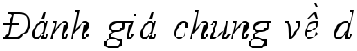 Đánh giá chung về d